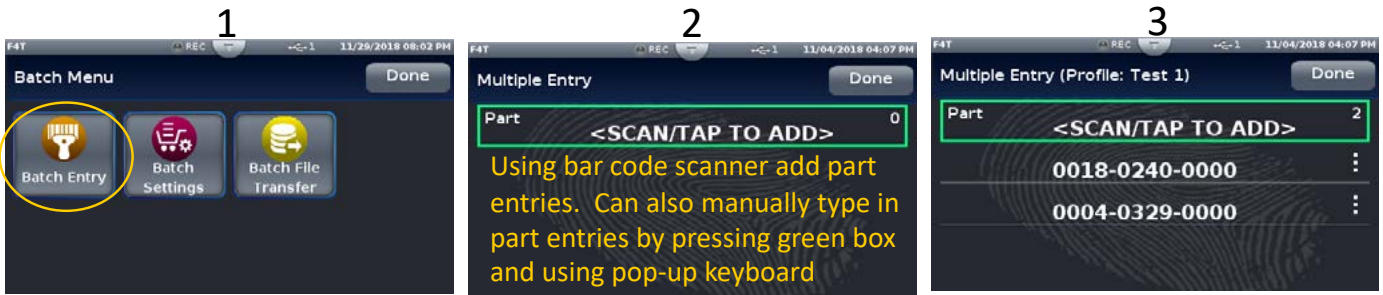 1
F4T REC 1 11/29/2018 08:02 PM
Batch Menu Done
Batch Entry
Batch Settings
Batch File Transfer
2
F4T REC 1 11/04/2018 04:07 PM
Multiple Entry Done
Part 0
<SCAN/TAP TO ADD>
Using bar code scanner add part
entries. Can also manually type in
part entries by pressing green box
and using pop-up keyboard
3
F4T REC 1 11/04/2018 04:07 PM
Multiple Entry (Profile: Test 1) Done
Part 2
<SCAN/TAP TO ADD>
0018-0240-0000
0004-0329-0000